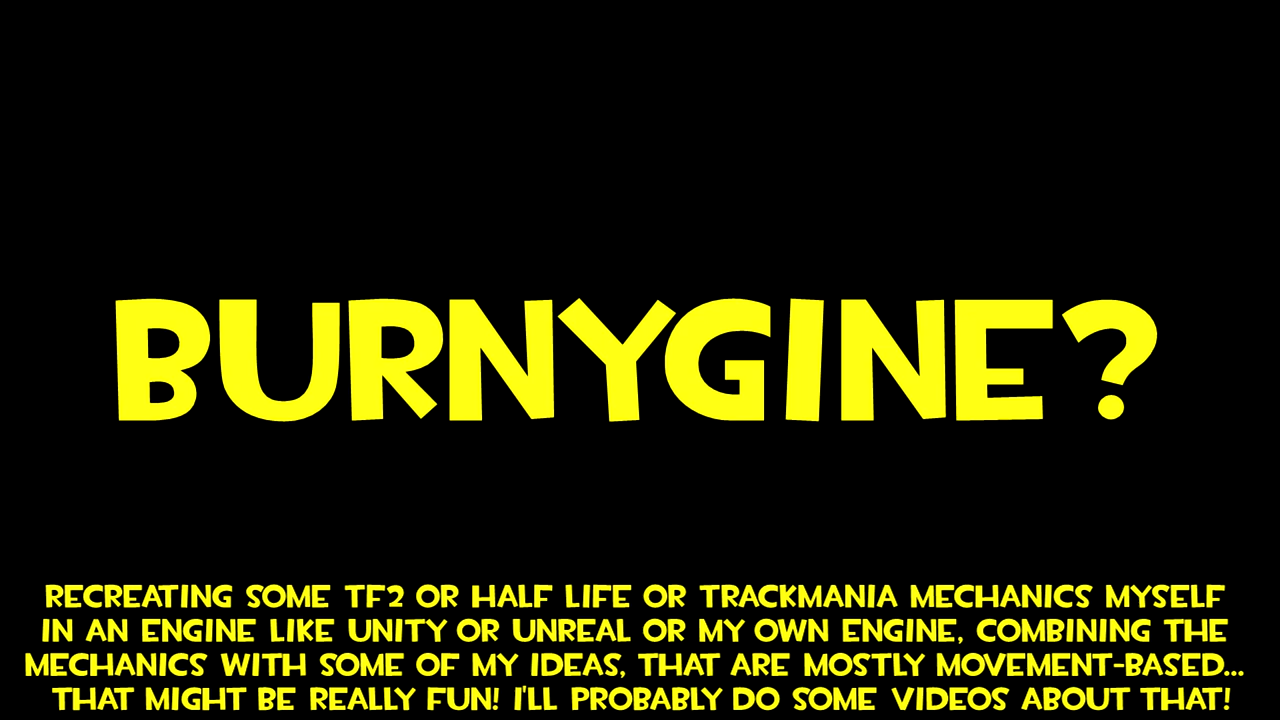 BURNYGINE?
RECREATING SOME TF2 OR HALF LIFE OR TRACKMANIA MECHANICS MYSELF
IN AN ENGINE LIKE UNITY OR UNREAL OR MY OWN ENGINE, COMBINING THE
MECHANICS WITH SOME OF MY IDEAS, THAT ARE MOSTLY MOVEMENT-BASED...
THAT MIGHT BE REALLY FUN! I'LL PROBABLY DO SOME VIDEOS ABOUT THAT!